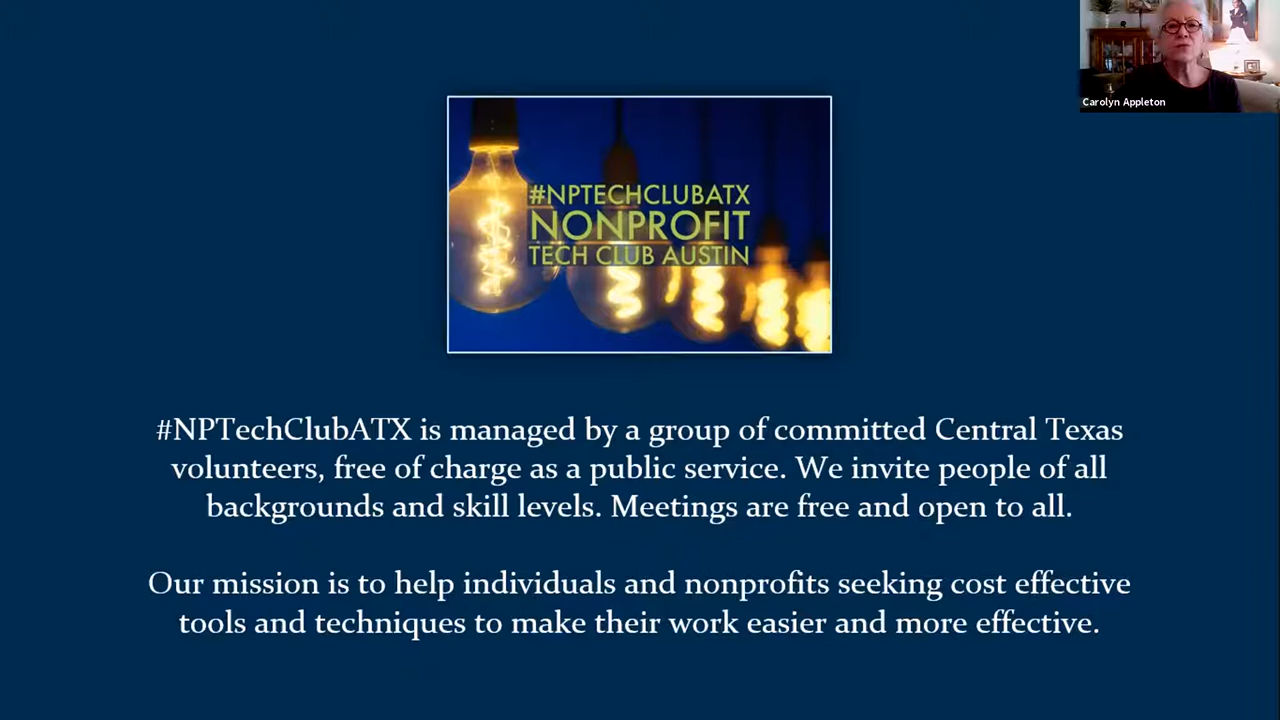 Carolyn Appleton
#NPTECHCLUBATX
NONPROFIT
TECH CLUB AUSTIN
#NPTechClubATX is managed by a group of committed Central Texas
volunteers, free of charge as a public service. We invite people of all
backgrounds and skill levels. Meetings are free and open to all.
Our mission is to help individuals and nonprofits seeking cost effective
tools and techniques to make their work easier and more effective.